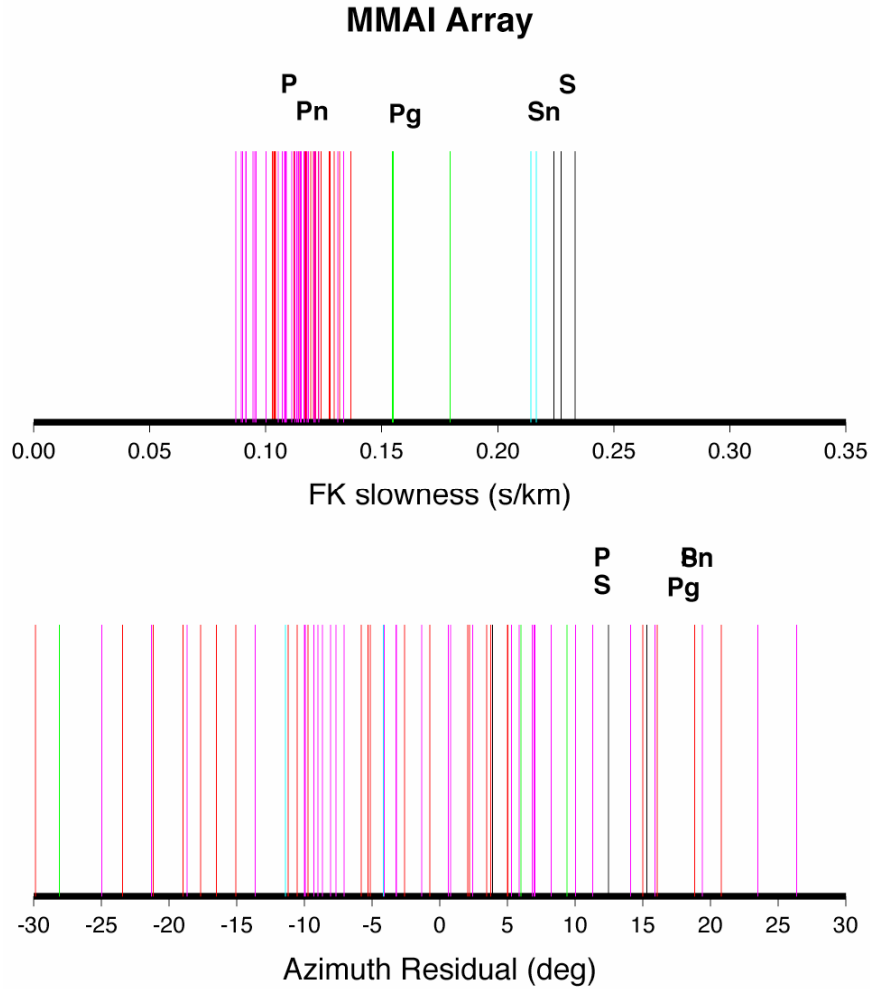 MMAI Array
P S
Pn Pg Sn
0.00 0.05 0.10 0.15 0.20 0.25 0.30 0.35
FK slowness (s/km)
P
S Pg
-30 -25 -20 -15 -10 -5 0 5 10 15 20 25 30
Azimuth Residual (deg)